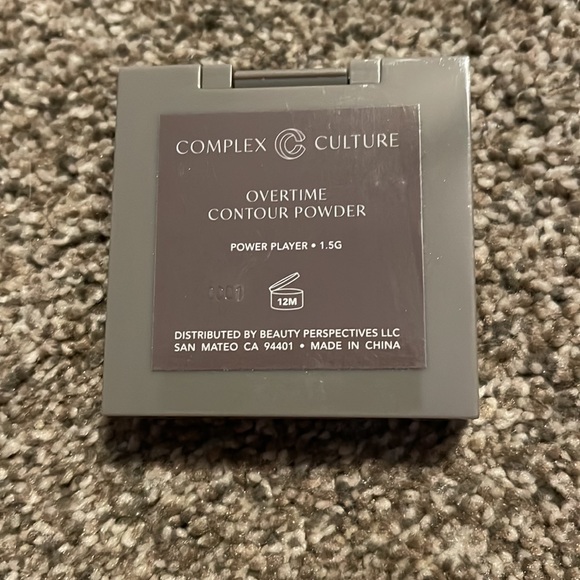 COMPLEX C CULTURE
OVERTIME
CONTOUR POWDER
POWER PLAYER • 1.5G
12M
DISTRIBUTED BY BEAUTY PERSPECTIVES LLC
SAN MATEO CA 94401 • MADE IN CHINA